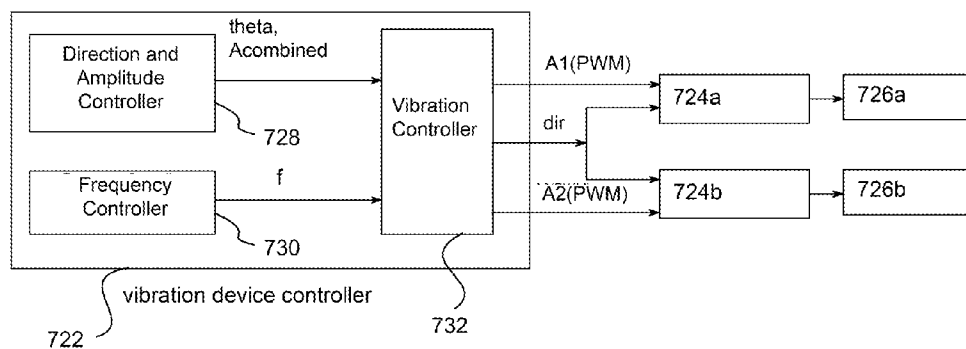 theta,
Acombined
Direction and
Amplitude
Controller
728
f
Frequency
Controller
730
Vibration
Controller
A1(PWM)
dir
A2(PWM)
724a
726a
724b
726b
vibration device controller
722
732